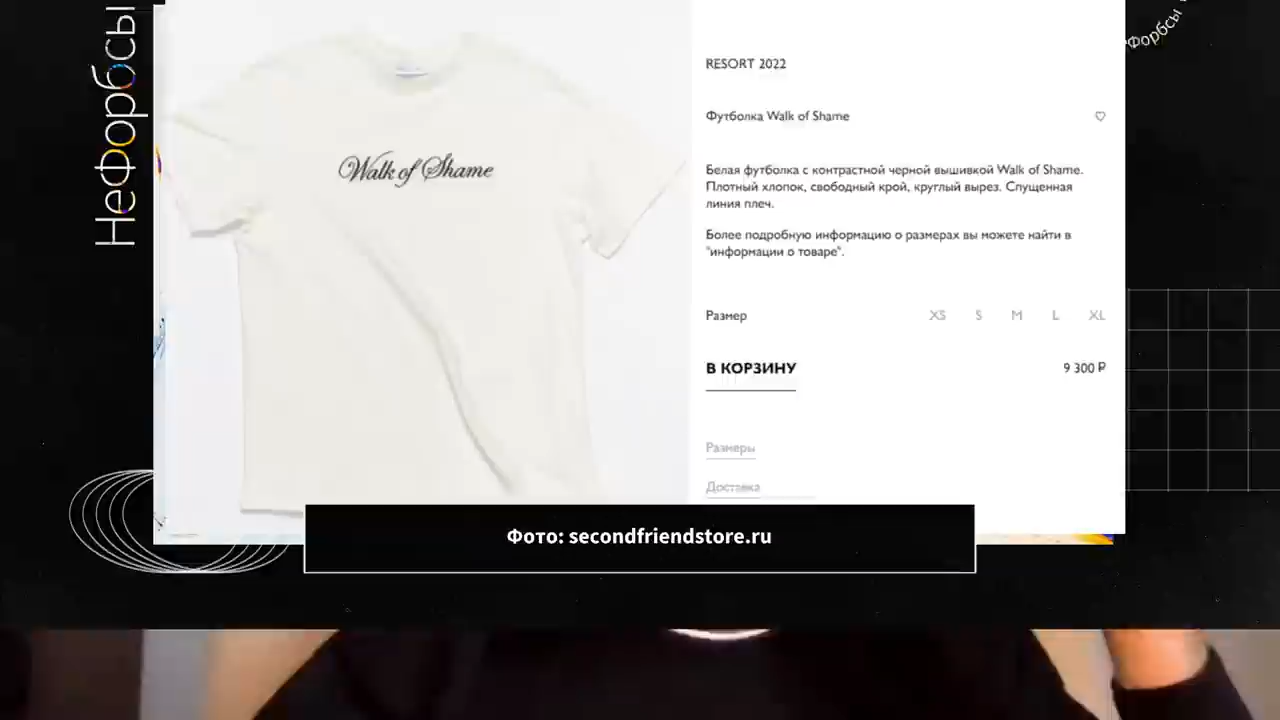 НеФорбсы
Форбсы
Walk of Shame
RESORT 2022
Футболка Walk of Shame
Белая футболка с контрастной черной вышивкой Walk of Shame.
Плотный хлопок, свободный крой, круглый вырез. Спущенная
линия плеч.
Более подробную информацию о размерах вы можете найти в
"информации о товаре".
Размер XS S M L XL
В КОРЗИНУ 9 300 ₽
Размеры
Доставка
Фото: secondfriendstore.ru